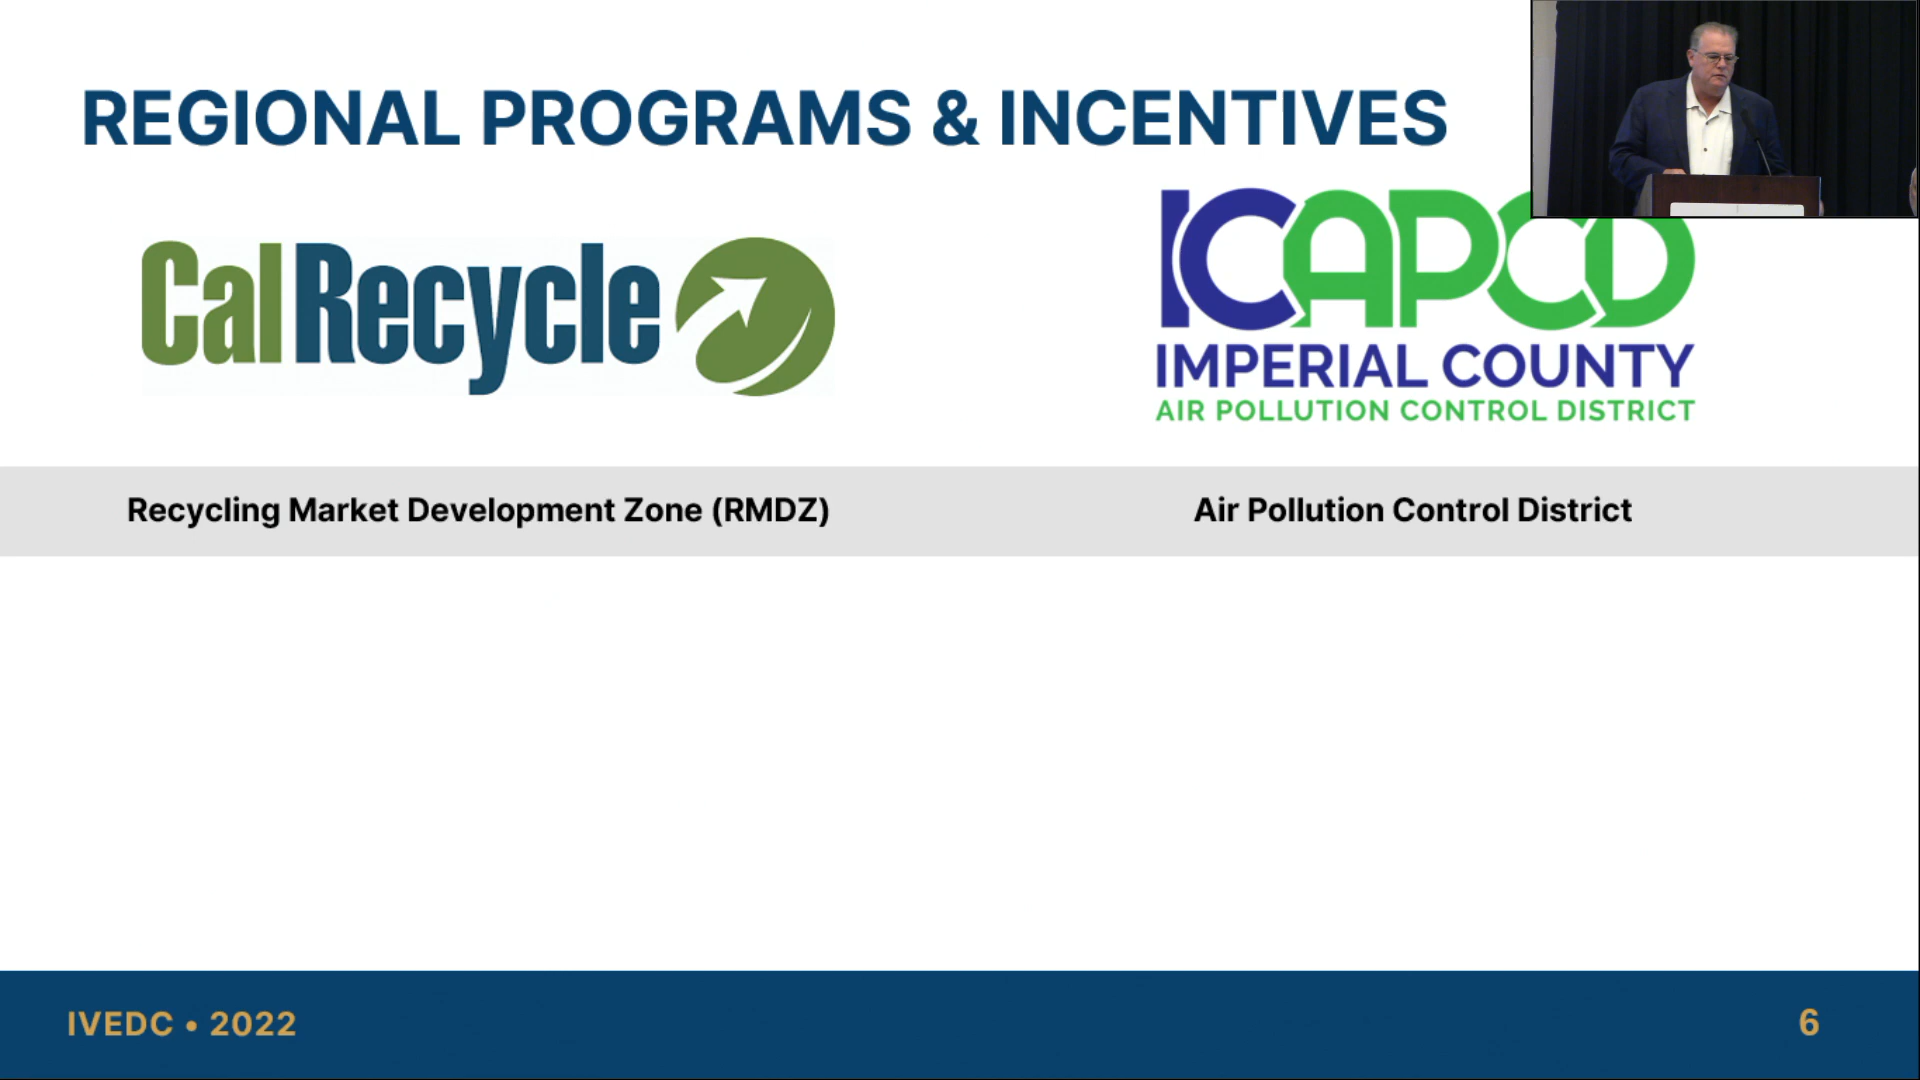 REGIONAL PROGRAMS & INCENTIVES
CalRecycle
ICAPCD
IMPERIAL COUNTY
AIR POLLUTION CONTROL DISTRICT
Recycling Market Development Zone (RMDZ)
Air Pollution Control District
IVEDC • 2022
6